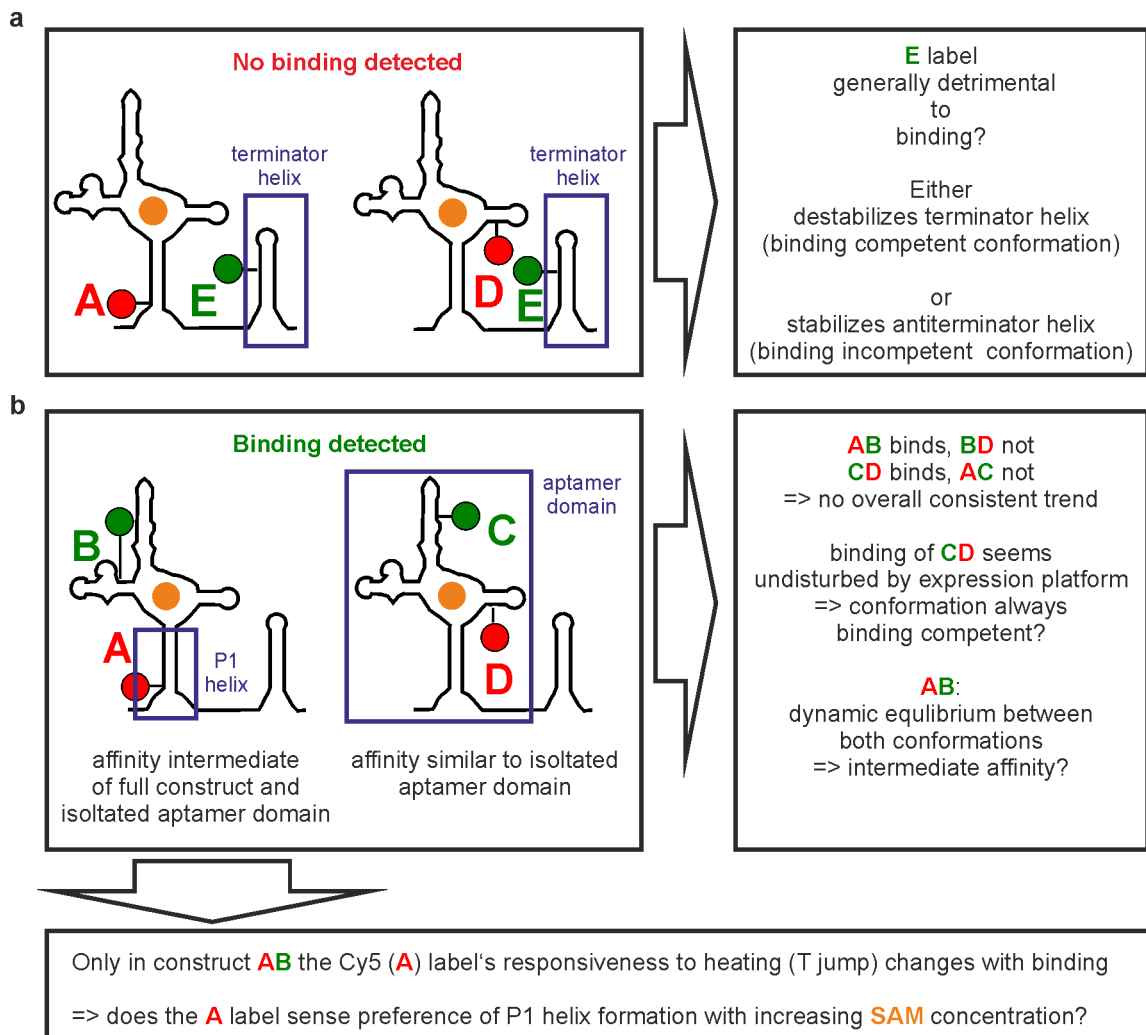 a
No binding detected
terminator
helix
terminator
helix
A
E
D
E
E label
generally detrimental
to
binding?
Either
destabilizes terminator helix
(binding competent conformation)
or
stabilizes antiterminator helix
(binding incompetent conformation)
b
Binding detected
B
A
P1
helix
affinity intermediate
of full construct and
isoltated aptamer domain
aptamer
domain
C
D
affinity similar to isoltated
aptamer domain
AB binds, BD not
CD binds, AC not
=> no overall consistent trend
binding of CD seems
undisturbed by expression platform
=> conformation always
binding competent?
AB:
dynamic equlibrium between
both conformations
=> intermediate affinity?
Only in construct AB the Cy5 (A) label‘s responsiveness to heating (T jump) changes with binding
=> does the A label sense preference of P1 helix formation with increasing SAM concentration?